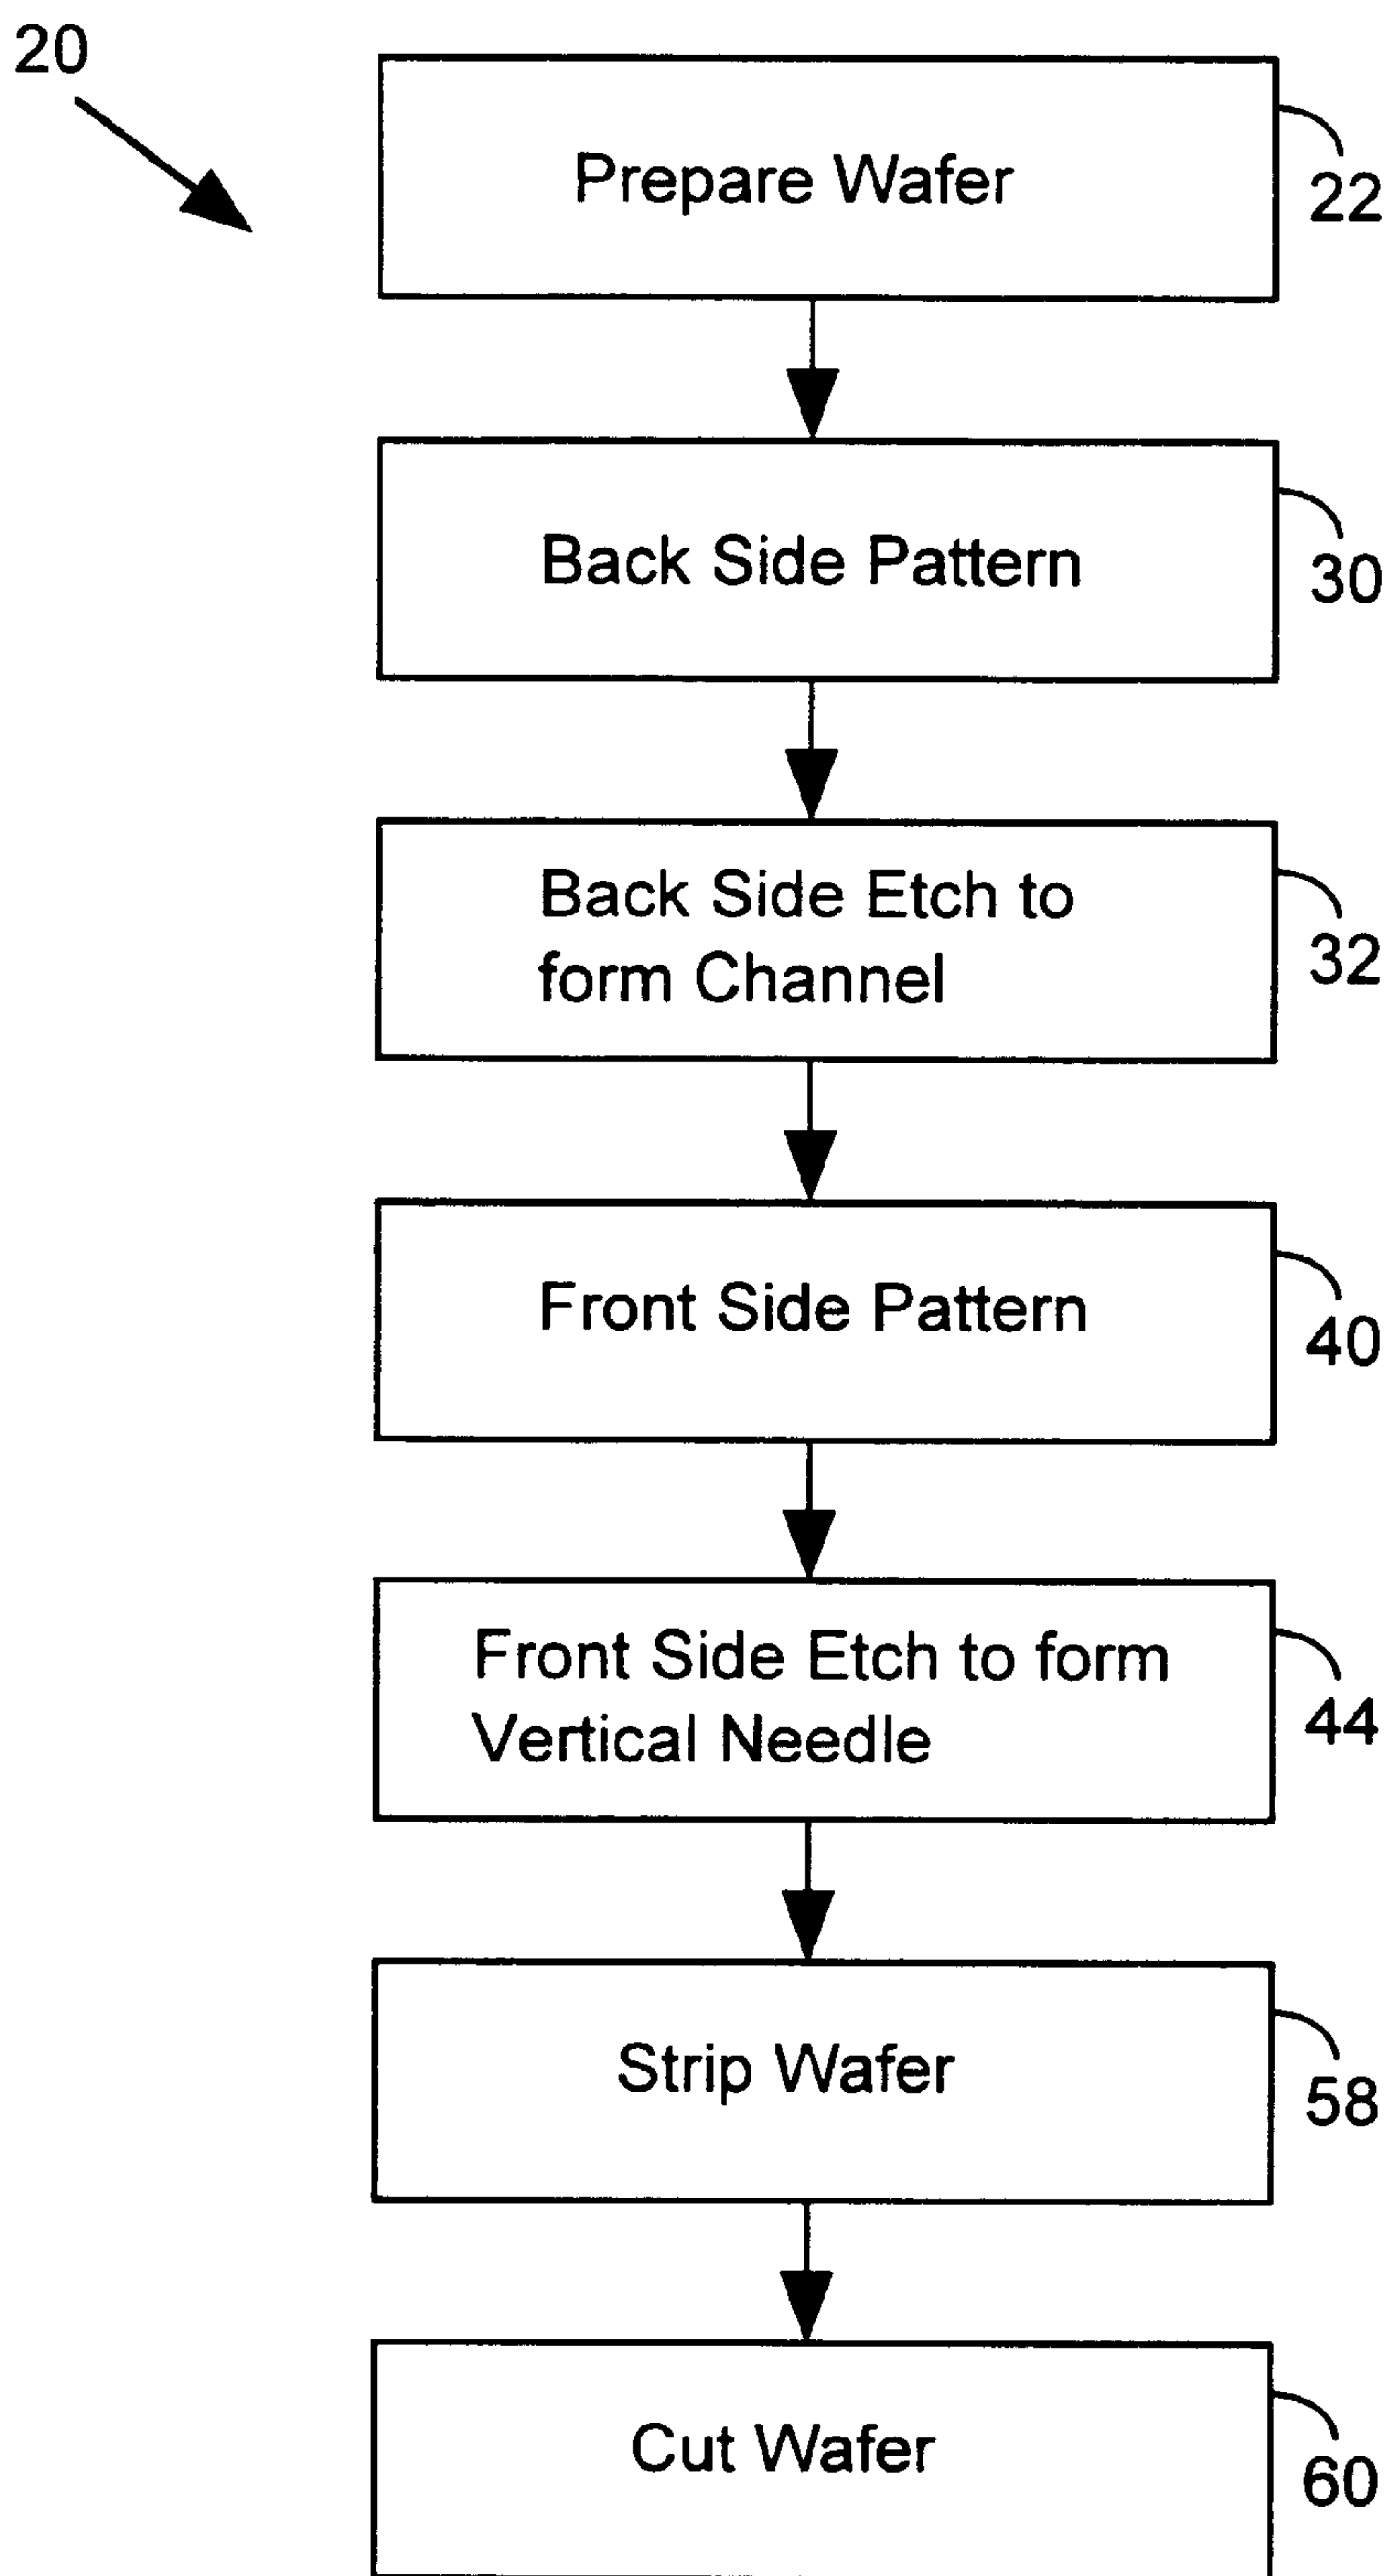 20
Prepare Wafer
22
Back Side Pattern
30
Back Side Etch to
form Channel
32
Front Side Pattern
40
Front Side Etch to form
Vertical Needle
44
Strip Wafer
58
Cut Wafer
60